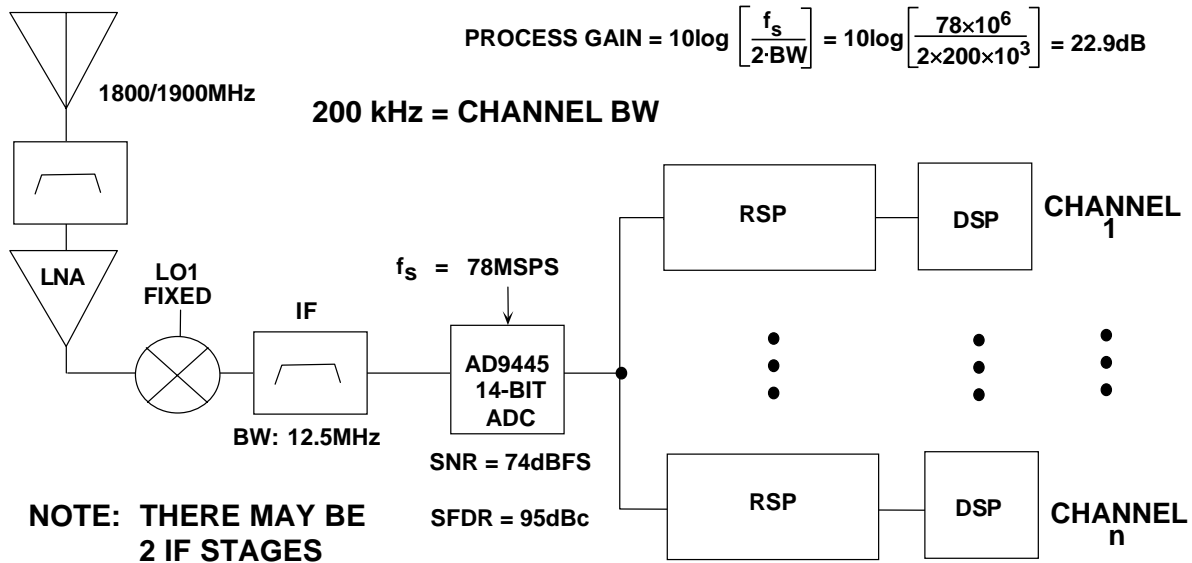 PROCESS GAIN = 10log [ f_s / 2·BW ] = 10log [ 78×10^6 / 2×200×10^3 ] = 22.9dB
1800/1900MHz
200 kHz = CHANNEL BW
LNA
LO1
FIXED
IF
BW: 12.5MHz
f_s = 78MSPS
AD9445
14-BIT
ADC
SNR = 74dBFS
SFDR = 95dBc
RSP
DSP
CHANNEL
1
RSP
DSP
CHANNEL
n
NOTE: THERE MAY BE
2 IF STAGES